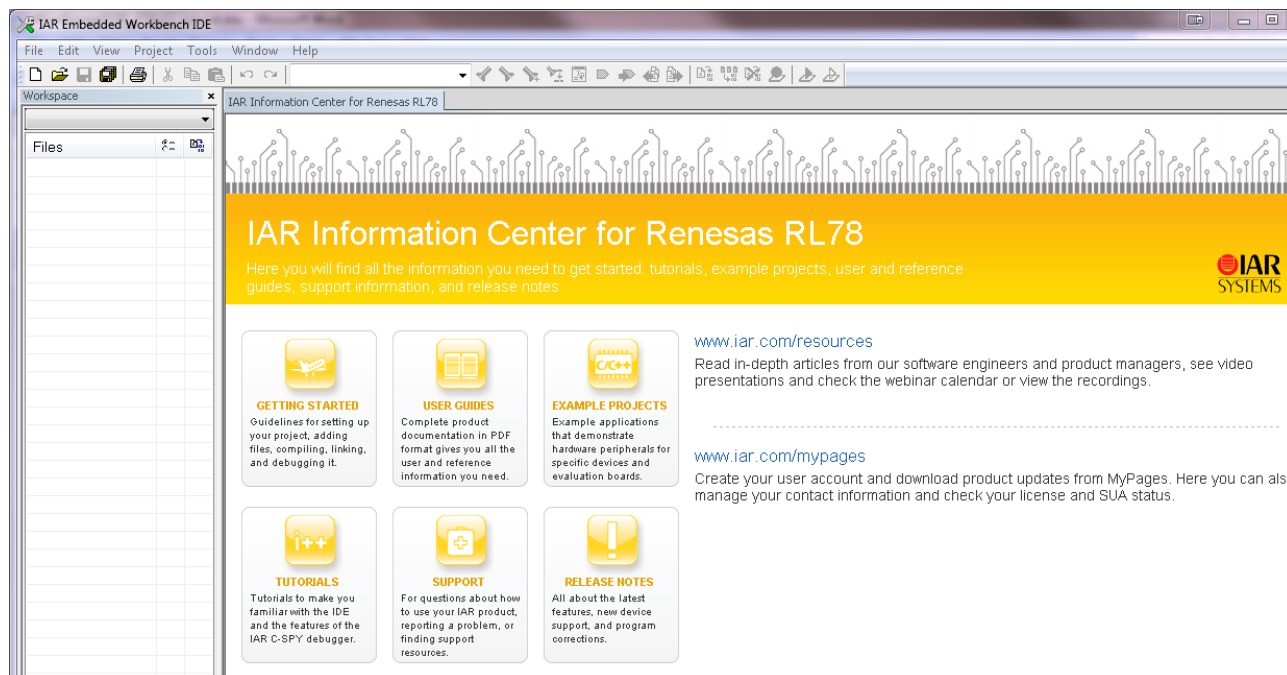 IAR Embedded Workbench IDE
File Edit View Project Tools Window Help
Workspace
IAR Information Center for Renesas RL78
Files
IAR Information Center for Renesas RL78
Here you will find all the information you need to get started: tutorials, example projects, user and reference
guides, support information, and release notes.
IAR
SYSTEMS
GETTING STARTED
Guidelines for setting up
your project, adding
files, compiling, linking,
and debugging it.
USER GUIDES
Complete product
documentation in PDF
format gives you all the
user and reference
information you need.
C/C++
EXAMPLE PROJECTS
Example applications
that demonstrate
hardware peripherals for
specific devices and
evaluation boards.
www.iar.com/resources
Read in-depth articles from our software engineers and product managers, see video
presentations and check the webinar calendar or view the recordings.
www.iar.com/mypages
Create your user account and download product updates from MyPages. Here you can als
manage your contact information and check your license and SUA status.
i++
TUTORIALS
Tutorials to make you
familiar with the IDE
and the features of the
IAR C-SPY debugger.
SUPPORT
For questions about how
to use your IAR product,
reporting a problem, or
finding support
resources.
RELEASE NOTES
All about the latest
features, new device
support, and program
corrections.